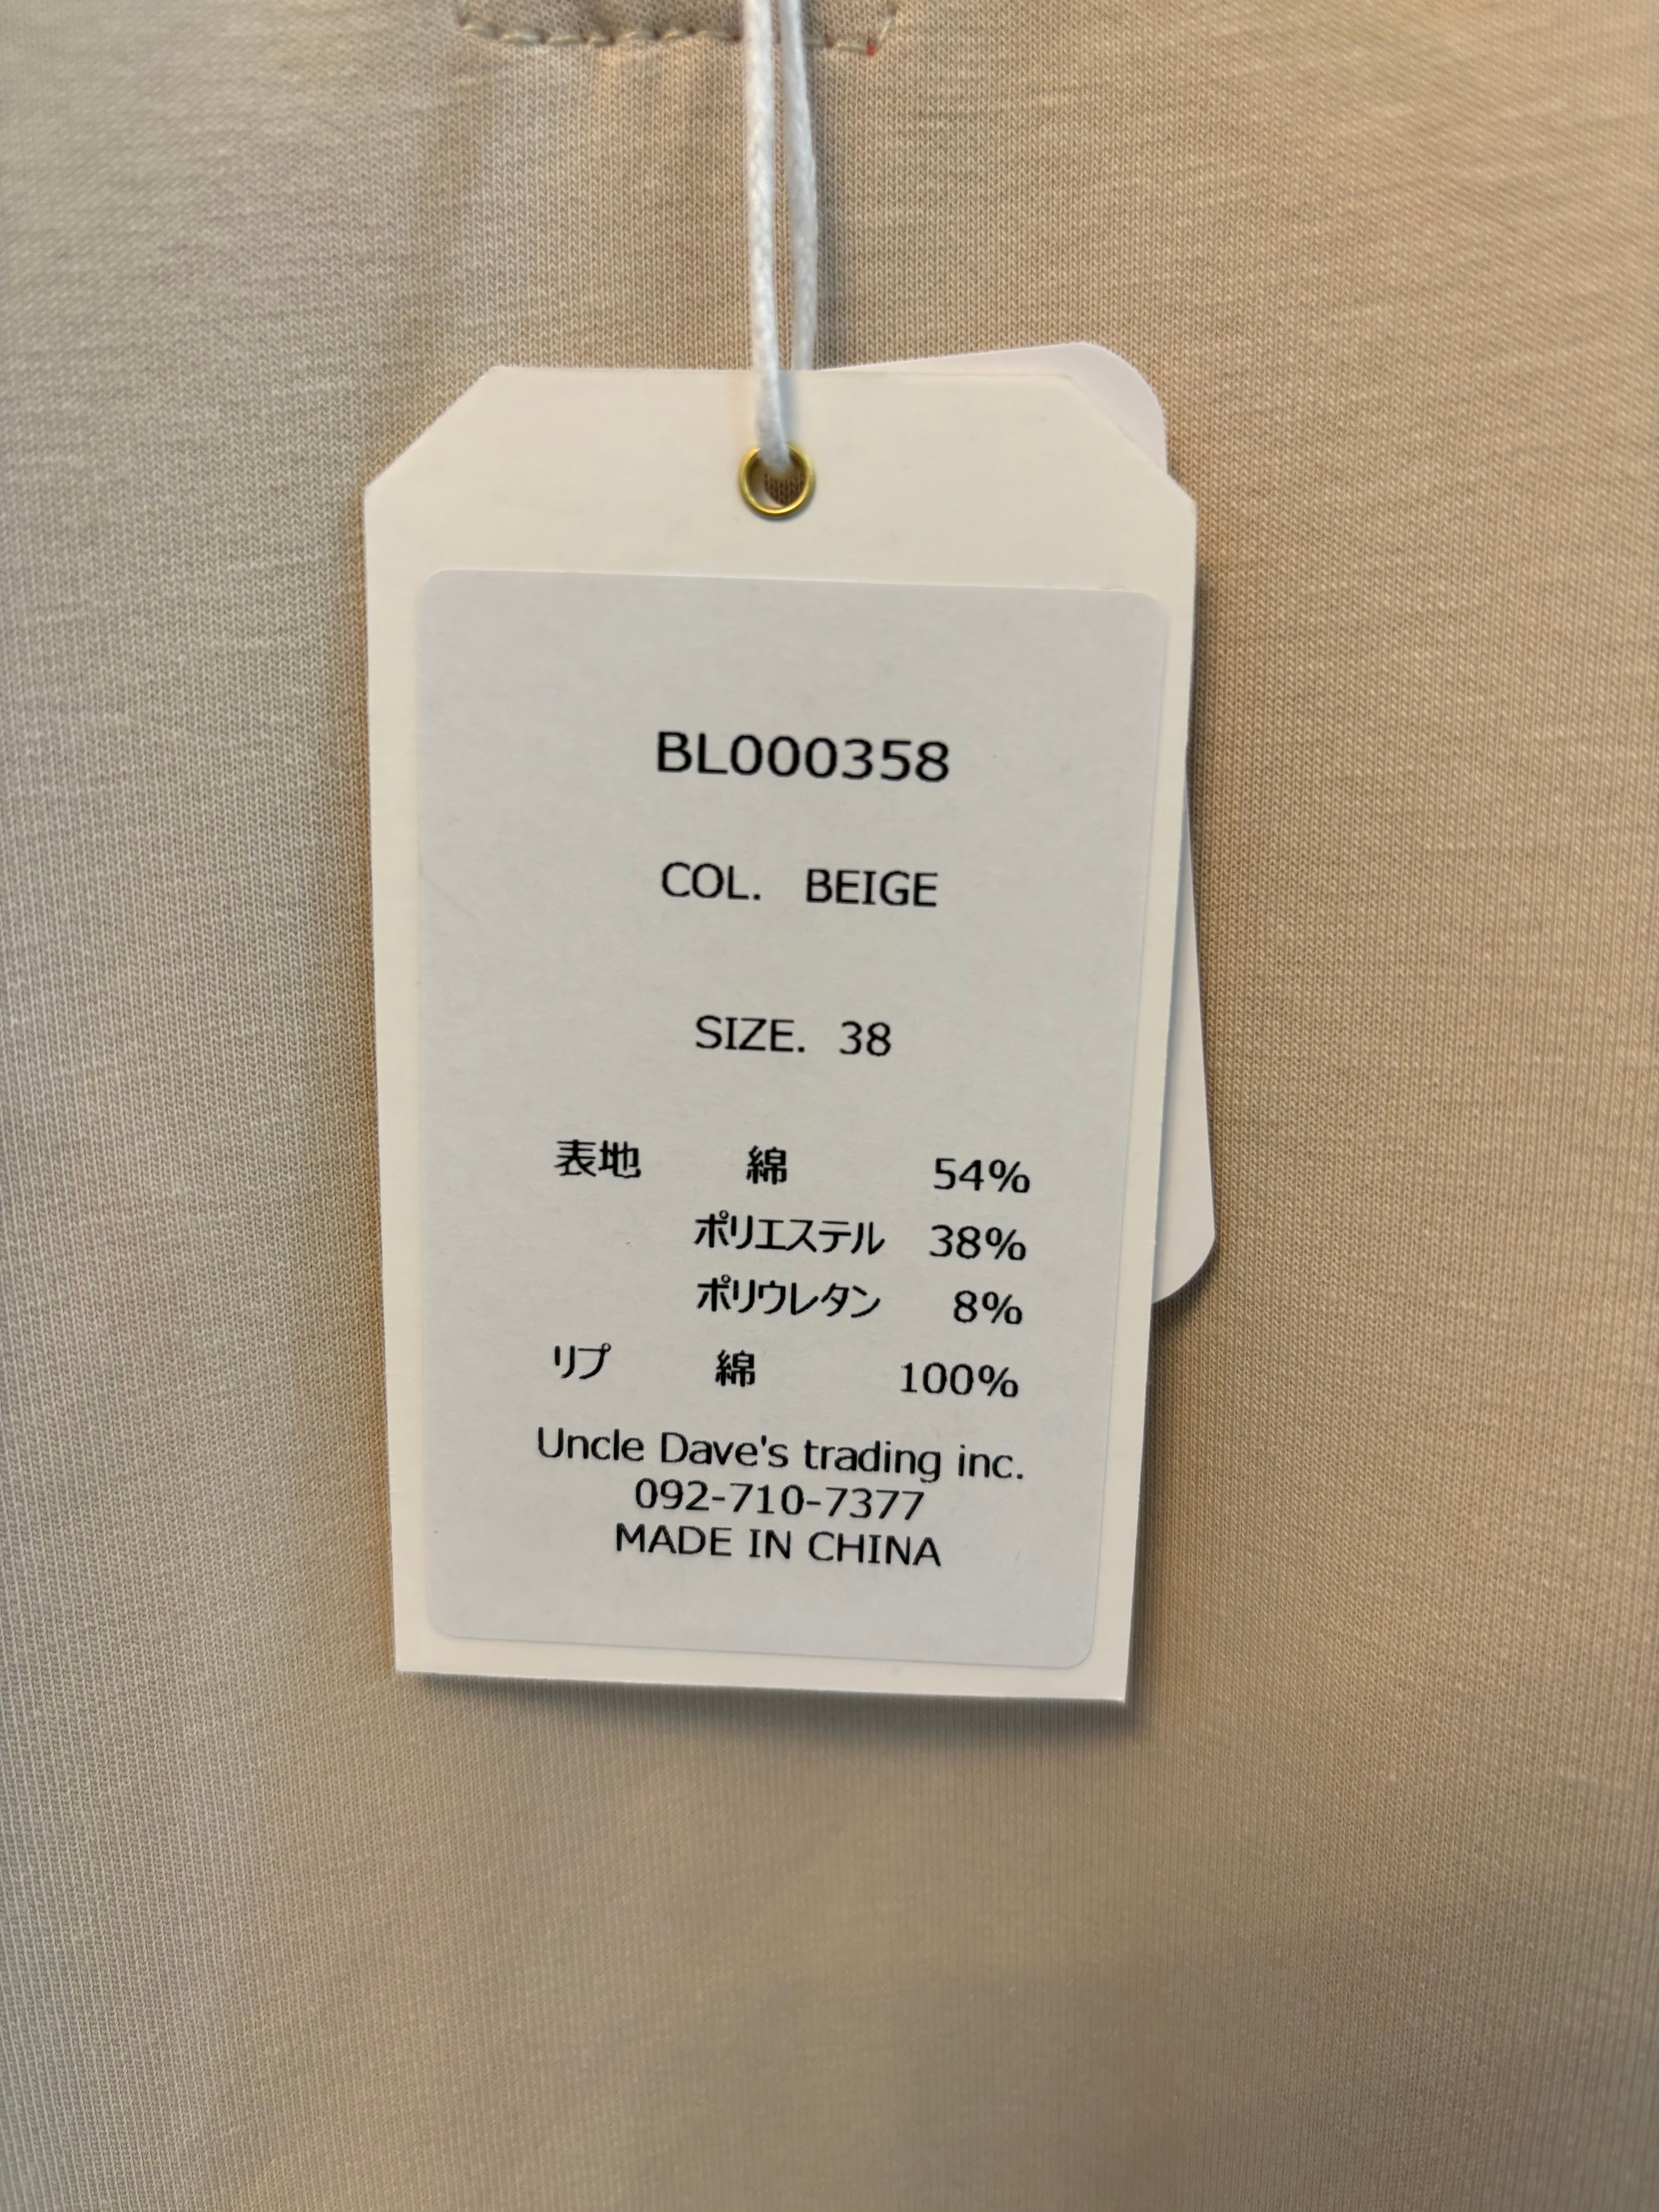 BL000358
COL. BEIGE
SIZE. 38
表地 綿 54%
ポリエステル 38%
ポリウレタン 8%
リブ 綿 100%
Uncle Dave's trading inc.
092-710-7377
MADE IN CHINA